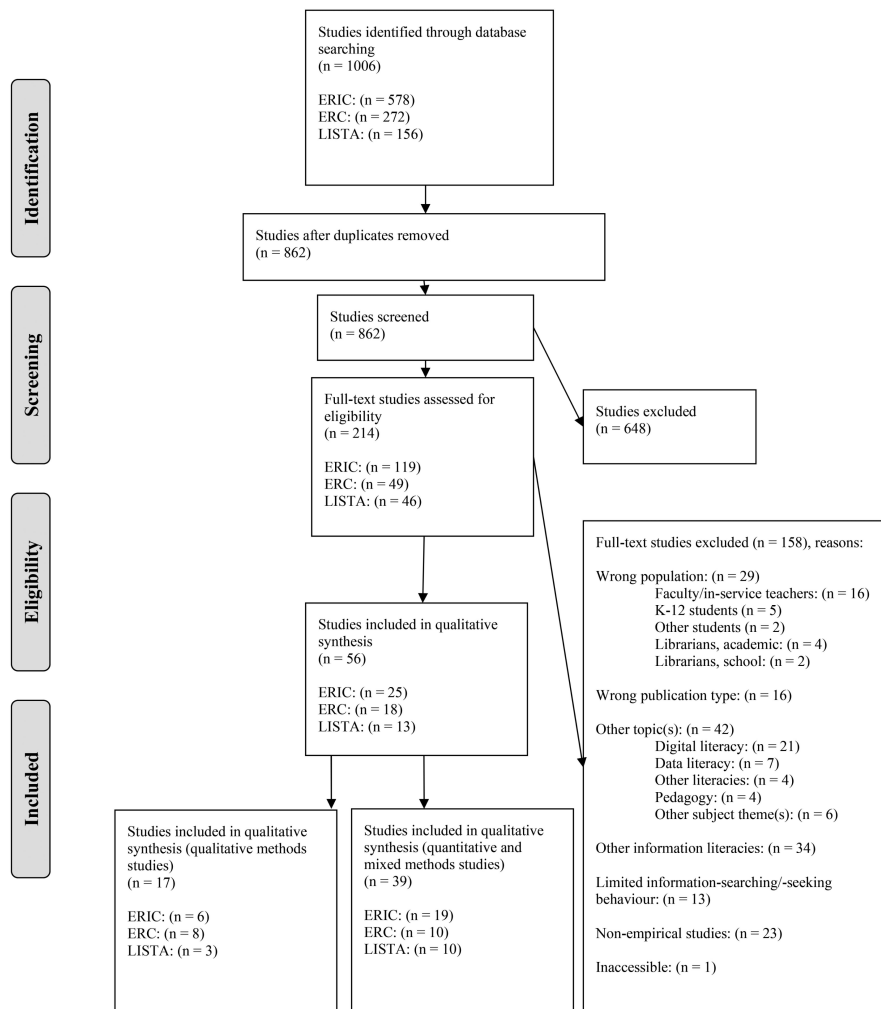 Identification
Screening
Eligibility
Included
Studies identified through database
searching
(n = 1006)
ERIC: (n = 578)
ERC: (n = 272)
LISTA: (n = 156)
Studies after duplicates removed
(n = 862)
Studies screened
(n = 862)
Studies excluded
(n = 648)
Full-text studies assessed for
eligibility
(n = 214)
ERIC: (n = 119)
ERC: (n = 49)
LISTA: (n = 46)
Full-text studies excluded (n = 158), reasons:
Wrong population: (n = 29)
Faculty/in-service teachers: (n = 16)
K-12 students (n = 5)
Other students (n = 2)
Librarians, academic: (n = 4)
Librarians, school: (n = 2)
Wrong publication type: (n = 16)
Other topic(s): (n = 42)
Digital literacy: (n = 21)
Data literacy: (n = 7)
Other literacies: (n = 4)
Pedagogy: (n = 4)
Other subject theme(s): (n = 6)
Other information literacies: (n = 34)
Limited information-searching/-seeking
behaviour: (n = 13)
Non-empirical studies: (n = 23)
Inaccessible: (n = 1)
Studies included in qualitative
synthesis
(n = 56)
ERIC: (n = 25)
ERC: (n = 18)
LISTA: (n = 13)
Studies included in qualitative
synthesis (qualitative methods
studies)
(n = 17)
ERIC: (n = 6)
ERC: (n = 8)
LISTA: (n = 3)
Studies included in qualitative
synthesis (quantitative and
mixed methods studies)
(n = 39)
ERIC: (n = 19)
ERC: (n = 10)
LISTA: (n = 10)